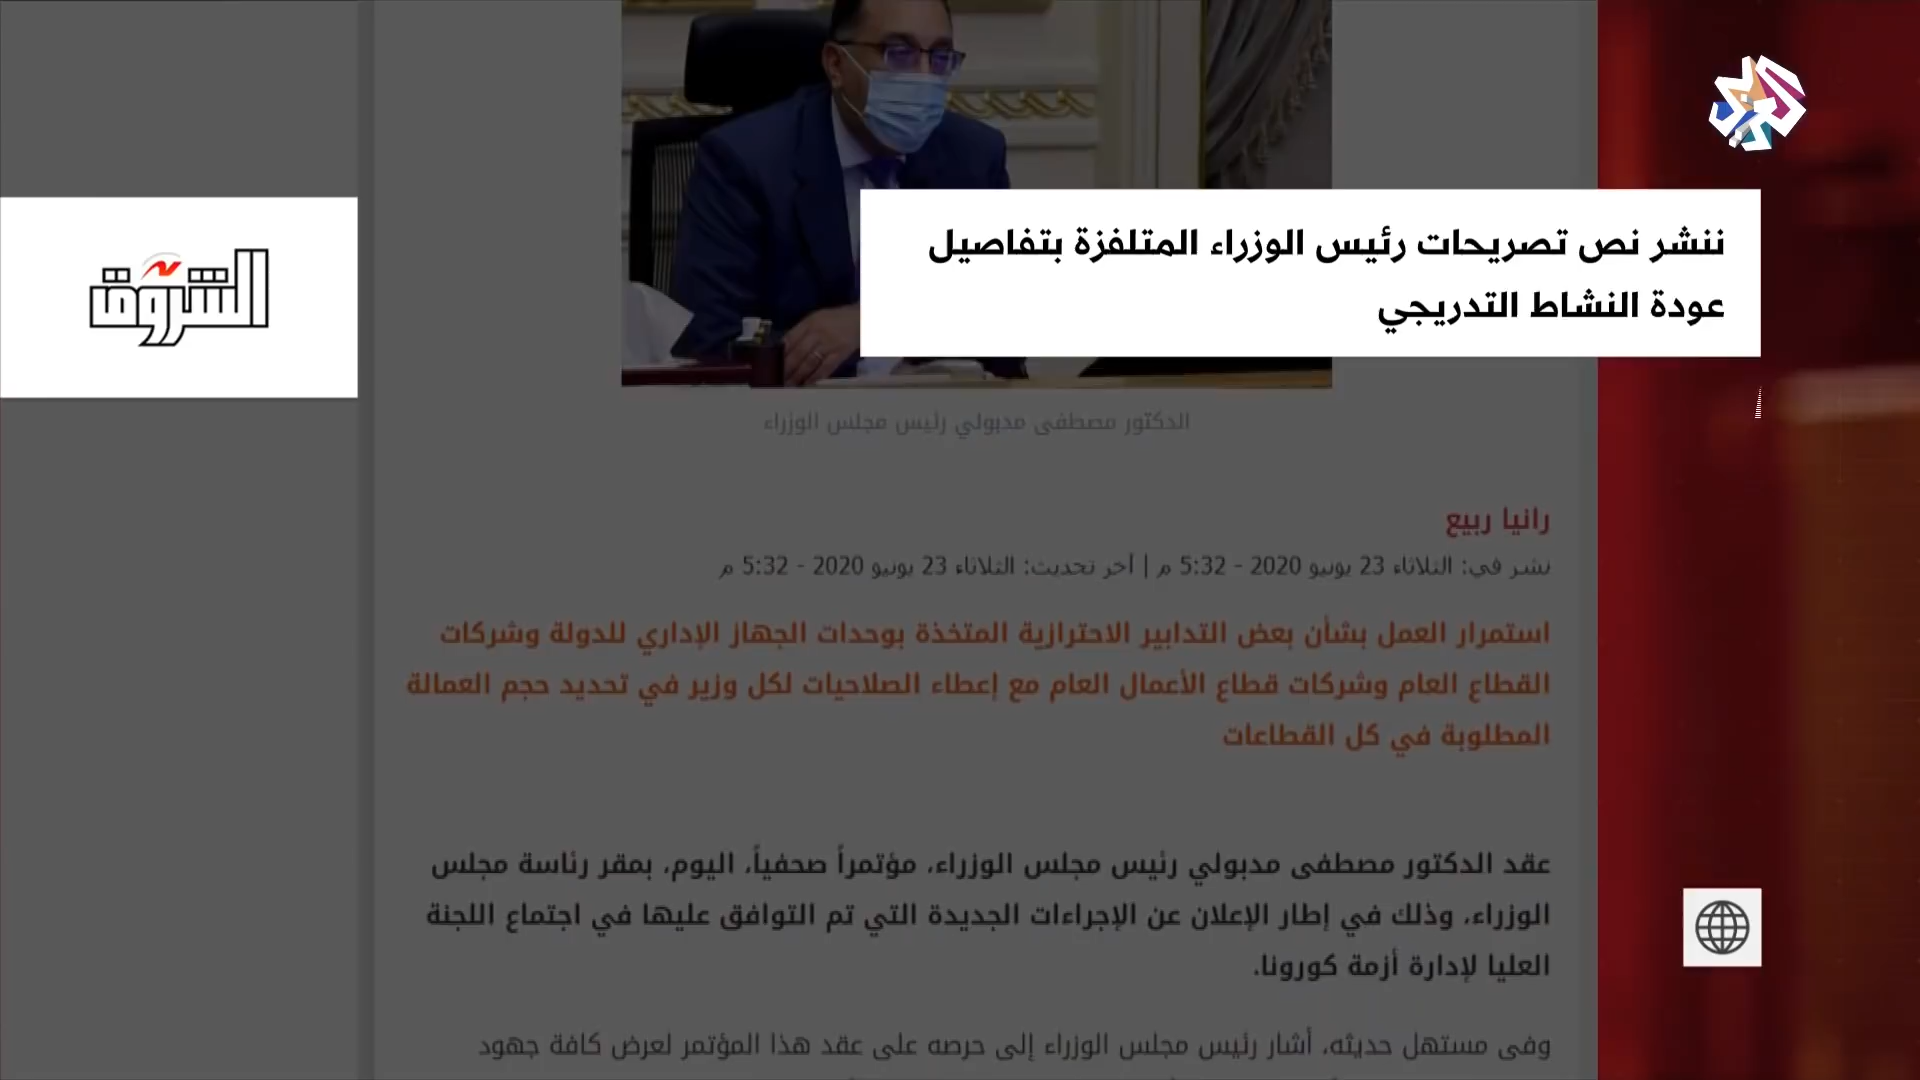 ننشر نص تصريحات رئيس الوزراء المتلفزة بتفاصيل
عودة النشاط التدريجي
الشروق
الدكتور مصطفى مدبولي رئيس مجلس الوزراء
رانيا ربيع
نشر في: الثلاثاء 23 يونيو 2020 - 5:32 م | آخر تحديث: الثلاثاء 23 يونيو 2020 - 5:32 م
استمرار العمل بشأن بعض التدابير الاحترازية المتخذة بوحدات الجهاز الإداري للدولة وشركات
القطاع العام وشركات قطاع الأعمال العام مع إعطاء الصلاحيات لكل وزير في تحديد حجم العمالة
المطلوبة في كل القطاعات
عقد الدكتور مصطفى مدبولي رئيس مجلس الوزراء، مؤتمراً صحفياً، اليوم، بمقر رئاسة مجلس
الوزراء، وذلك في إطار الإعلان عن الإجراءات الجديدة التي تم التوافق عليها في اجتماع اللجنة
العليا لإدارة أزمة كورونا.
وفى مستهل حديثه، أشار رئيس مجلس الوزراء إلى حرصه على عقد هذا المؤتمر لعرض كافة جهود